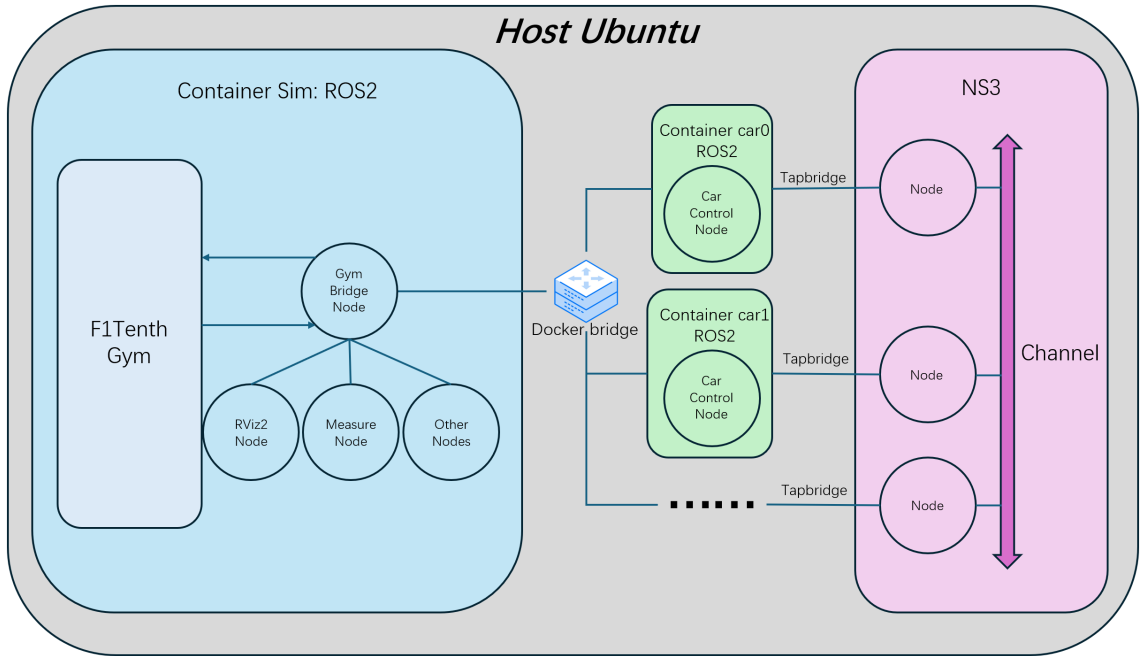 Host Ubuntu
Container Sim: ROS2
F1Tenth
Gym
Gym
Bridge
Node
RViz2
Node
Measure
Node
Other
Nodes
Docker bridge
Container car0
ROS2
Car
Control
Node
Container car1
ROS2
Car
Control
Node
......
Tapbridge
Tapbridge
Tapbridge
NS3
Node
Node
Node
Channel